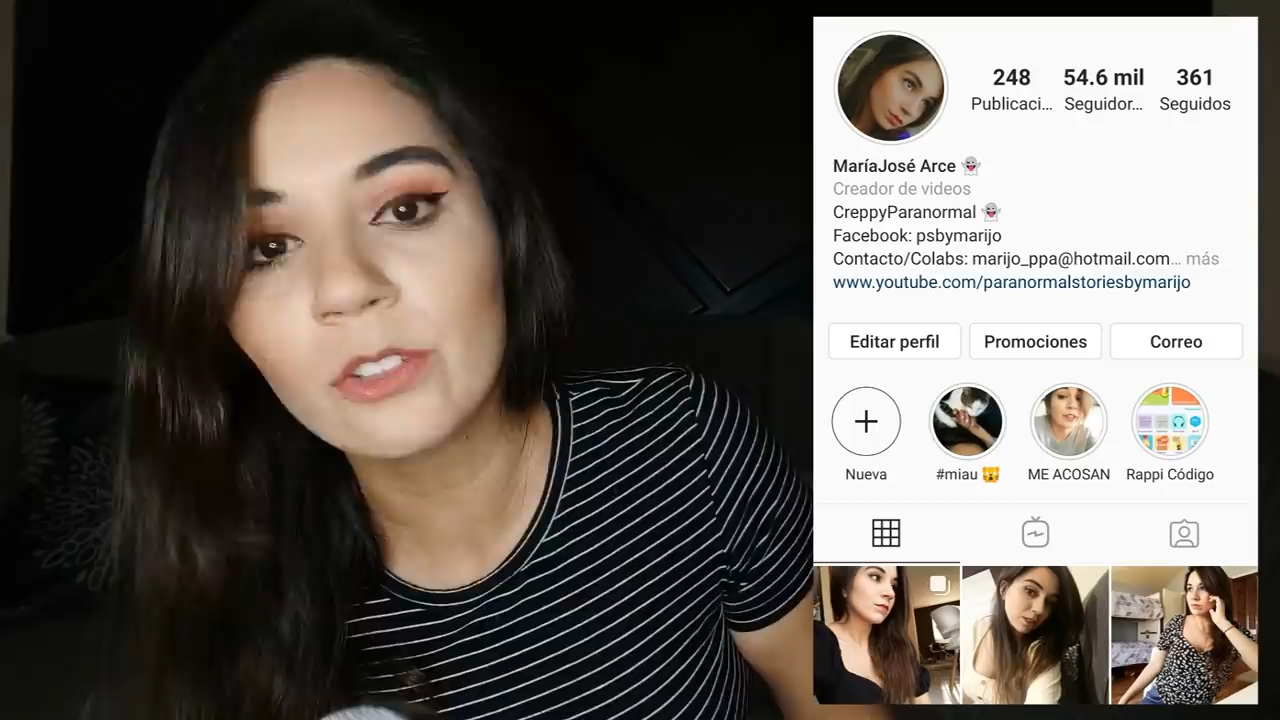 248 54.6 mil 361
Publicaci... Seguidor... Seguidos
MaríaJosé Arce 👻
Creador de videos
CreppyParanormal 👻
Facebook: psbymarijo
Contacto/Colabs: marijo_ppa@hotmail.com... más
www.youtube.com/paranormalstoriesbymarijo
Editar perfil Promociones Correo
Nueva #miau 🐱 ME ACOSAN Rappi Código